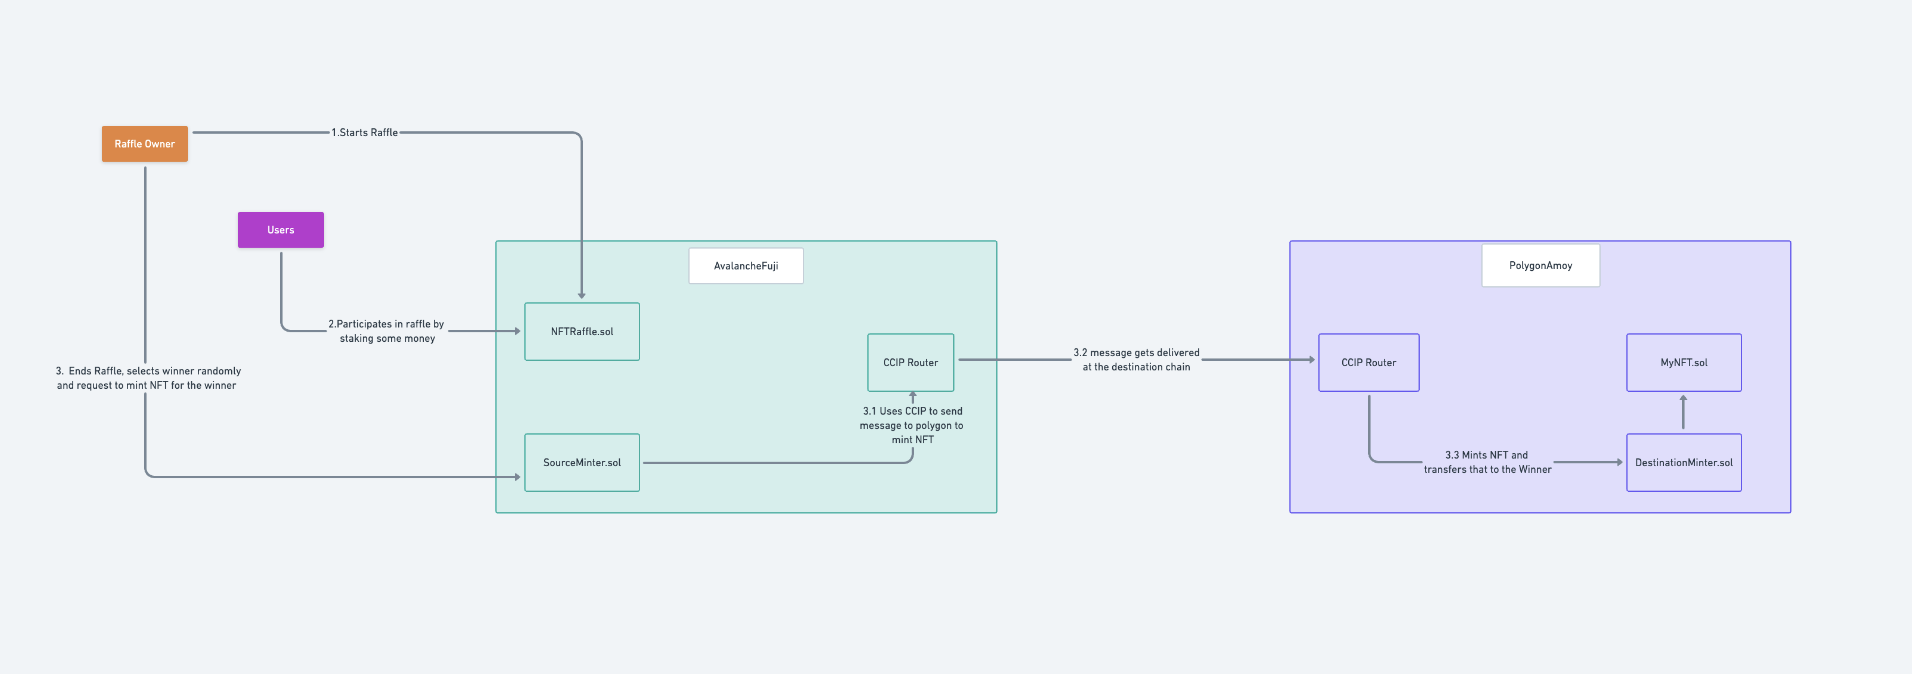 Raffle Owner
1.Starts Raffle
Users
AvalancheFuji
PolygonAmoy
NFTRaffle.sol
2.Participates in raffle by
staking some money
CCIP Router
3.2 message gets delivered
at the destination chain
CCIP Router
MyNFT.sol
3. Ends Raffle, selects winner randomly
and request to mint NFT for the winner
3.1 Uses CCIP to send
message to polygon to
mint NFT
SourceMinter.sol
3.3 Mints NFT and
transfers that to the Winner
DestinationMinter.sol